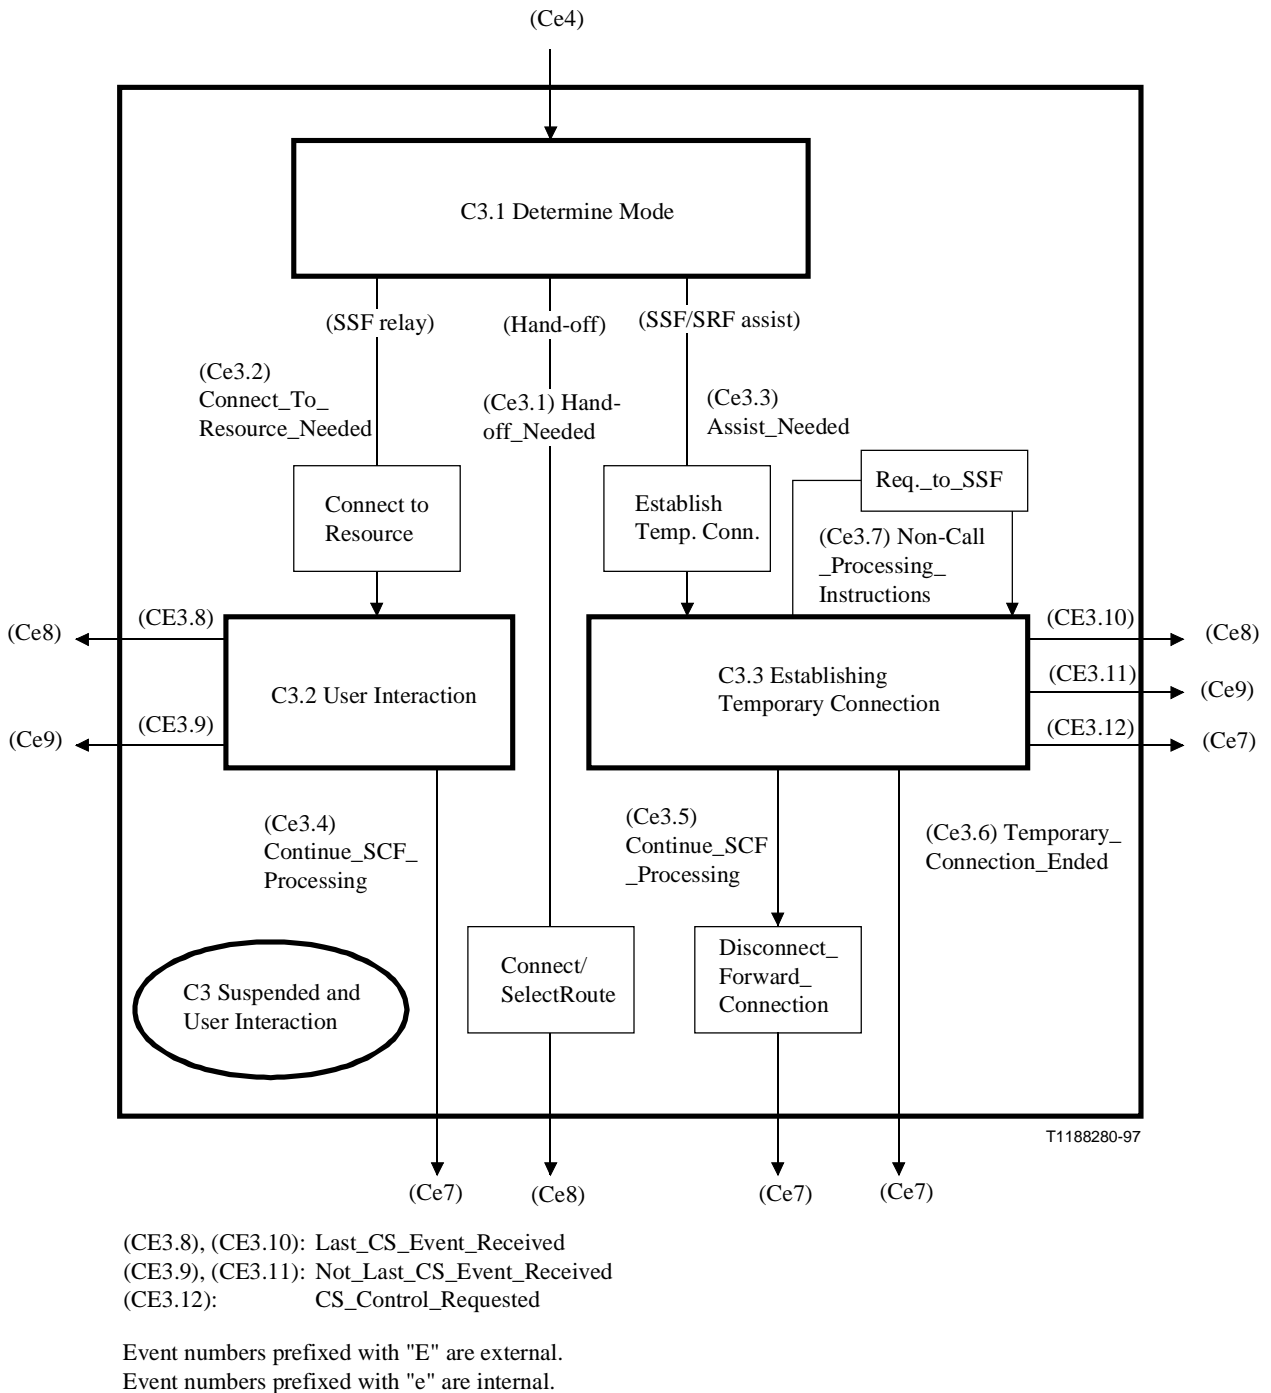 (Ce4)
C3.1 Determine Mode
(SSF relay)
(Hand-off)
(SSF/SRF assist)
(Ce3.2)
Connect_To_
Resource_Needed
(Ce3.1) Hand-
off_Needed
(Ce3.3)
Assist_Needed
Connect to
Resource
Establish
Temp. Conn.
Req._to_SSF
(Ce3.7) Non-Call
_Processing_
Instructions
(Ce8)
(CE3.8)
(Ce9)
(CE3.9)
C3.2 User Interaction
C3.3 Establishing
Temporary Connection
(CE3.10)
(Ce8)
(CE3.11)
(Ce9)
(CE3.12)
(Ce7)
(Ce3.4)
Continue_SCF_
Processing
(Ce3.5)
Continue_SCF
_Processing
(Ce3.6) Temporary_
Connection_Ended
C3 Suspended and
User Interaction
Connect/
SelectRoute
Disconnect_
Forward_
Connection
T1188280-97
(Ce7)
(Ce8)
(Ce7)
(Ce7)
(CE3.8), (CE3.10): Last_CS_Event_Received
(CE3.9), (CE3.11): Not_Last_CS_Event_Received
(CE3.12): CS_Control_Requested
Event numbers prefixed with "E" are external.
Event numbers prefixed with "e" are internal.